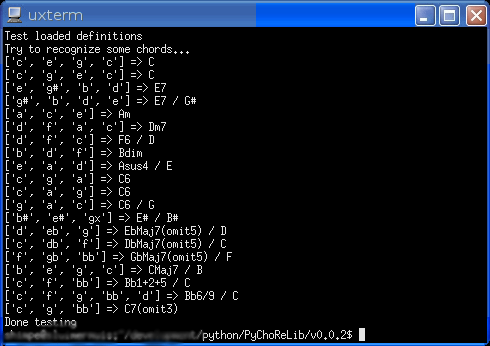 uxterm
Test loaded definitions
Try to recognize some chords...
['c', 'e', 'g', 'c'] => C
['c', 'g', 'e', 'c'] => C
['e', 'g#', 'b', 'd'] => E7
['g#', 'b', 'd', 'e'] => E7 / G#
['a', 'c', 'e'] => Am
['d', 'f', 'a', 'c'] => Dm7
['d', 'f', 'c'] => F6 / D
['b', 'd', 'f'] => Bdim
['e', 'a', 'd'] => Asus4 / E
['c', 'g', 'a'] => C6
['c', 'a', 'g'] => C6
['g', 'a', 'c'] => C6 / G
['b#', 'e#', 'gx'] => E# / B#
['d', 'eb', 'g'] => EbMaj7(omit5) / D
['c', 'db', 'f'] => DbMaj7(omit5) / C
['f', 'gb', 'bb'] => GbMaj7(omit5) / F
['b', 'e', 'g', 'c'] => CMaj7 / B
['c', 'f', 'bb'] => Bb1+2+5 / C
['c', 'f', 'g', 'bb', 'd'] => Bb6/9 / C
['c', 'g', 'bb'] => C7(omit3)
Done testing
/python/PyChoReLib/v0.0.2$